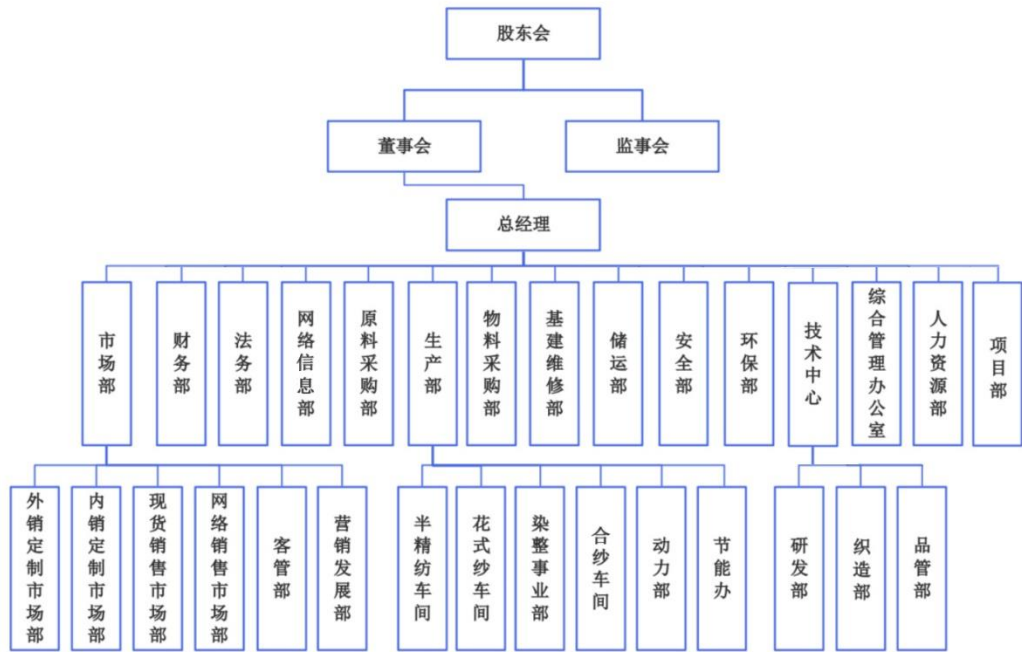 股东会
董事会
监事会
总经理
市场部
财务部
法务部
网络信息部
原料采购部
生产部
物料采购部
基建维修部
储运部
安全部
环保部
技术中心
综合管理办公室
人力资源部
项目部
外销定制市场部
内销定制市场部
现货销售市场部
网络销售市场部
客管部
营销发展部
半精纺车间
花式纱车间
染整事业部
合纱车间
动力部
节能办
研发部
织造部
品管部